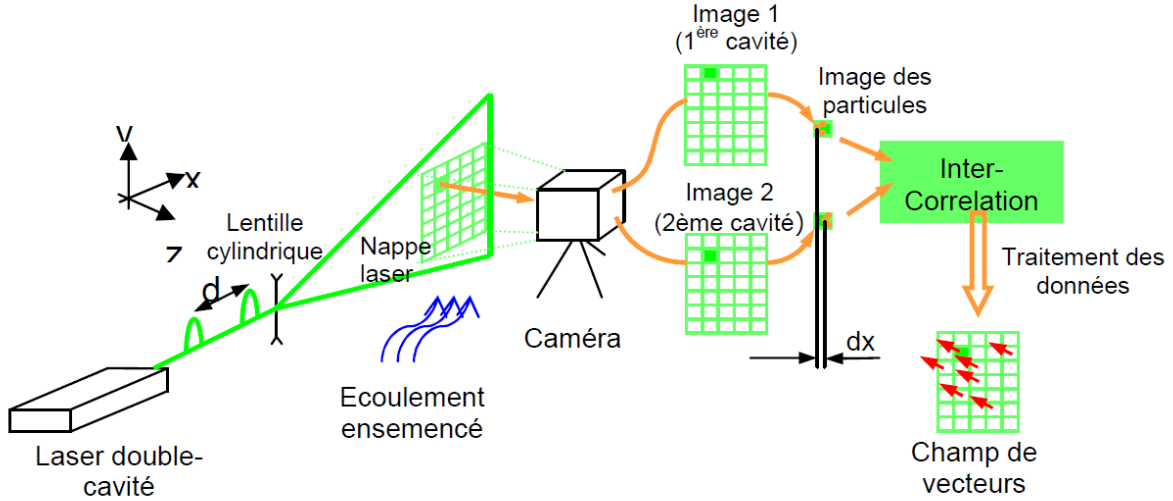 Image 1
(1ère cavité)
Image des
particules
Inter-
Correlation
Image 2
(2ème cavité)
Traitement des
données
y
x
z
Lentille
cylindrique
d
Nappe
laser
Caméra
dx
Ecoulement
ensemencé
Laser double-
cavité
Champ de
vecteurs